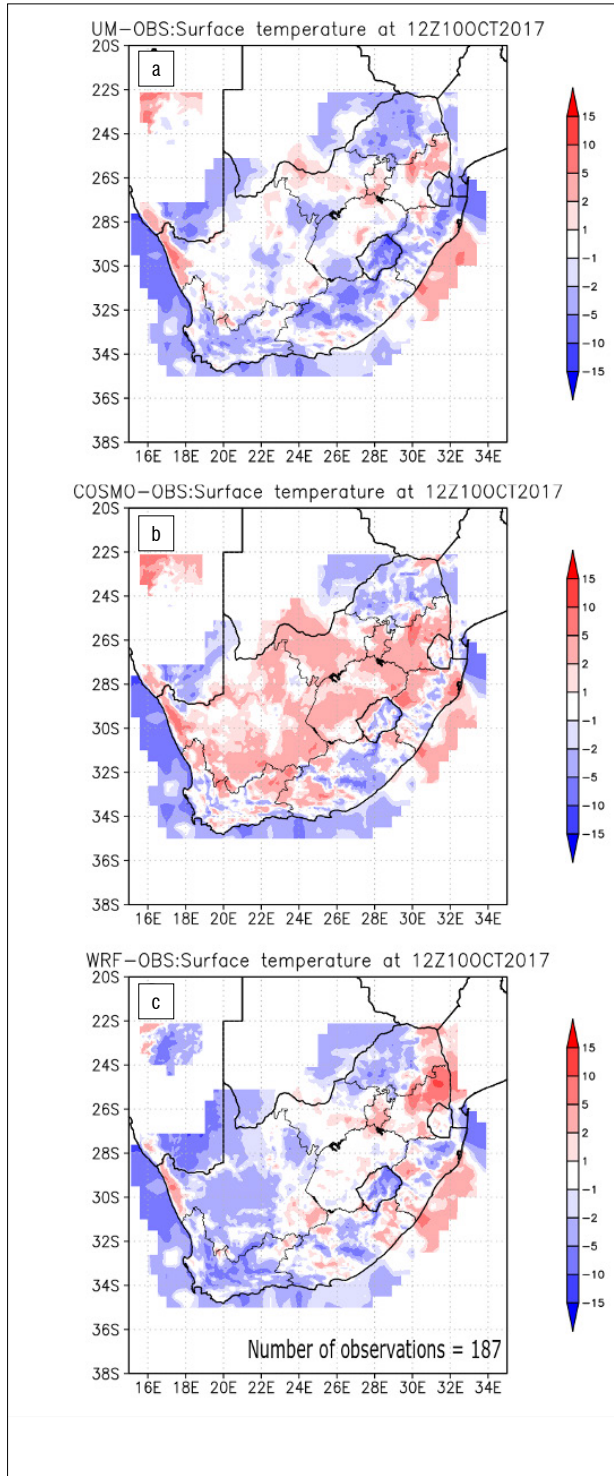 UM-OBS:Surface temperature at 12Z10OCT2017
a
20S
22S
24S
26S
28S
30S
32S
34S
36S
38S
16E 18E 20E 22E 24E 26E 28E 30E 32E 34E
15
10
5
2
1
-1
-2
-5
-10
-15
COSMO-OBS:Surface temperature at 12Z10OCT2017
b
20S
22S
24S
26S
28S
30S
32S
34S
36S
38S
16E 18E 20E 22E 24E 26E 28E 30E 32E 34E
15
10
5
2
1
-1
-2
-5
-10
-15
WRF-OBS:Surface temperature at 12Z10OCT2017
c
20S
22S
24S
26S
28S
30S
32S
34S
36S
38S
Number of observations = 187
16E 18E 20E 22E 24E 26E 28E 30E 32E 34E
15
10
5
2
1
-1
-2
-5
-10
-15